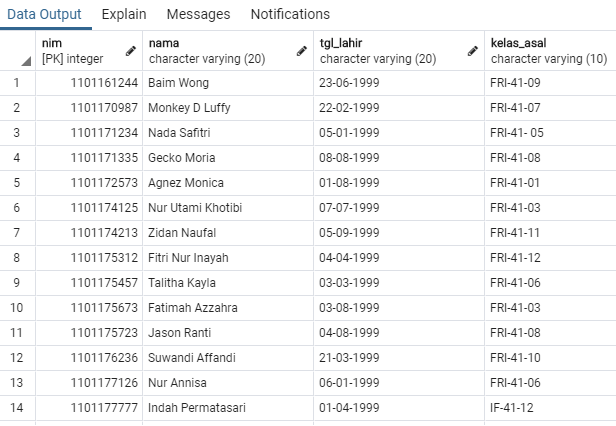 Data Output Explain Messages Notifications
nim nama tgl_lahir kelas_asal
[PK] integer character varying (20) character varying (20) character varying (10)
1 1101161244 Baim Wong 23-06-1999 FRI-41-09
2 1101170987 Monkey D Luffy 22-02-1999 FRI-41-07
3 1101171234 Nada Safitri 05-01-1999 FRI-41- 05
4 1101171335 Gecko Moria 08-08-1999 FRI-41-08
5 1101172573 Agnez Monica 01-08-1999 FRI-41-01
6 1101174125 Nur Utami Khotibi 07-07-1999 FRI-41-03
7 1101174213 Zidan Naufal 05-09-1999 FRI-41-11
8 1101175312 Fitri Nur Inayah 04-04-1999 FRI-41-12
9 1101175457 Talitha Kayla 03-03-1999 FRI-41-06
10 1101175673 Fatimah Azzahra 03-08-1999 FRI-41-03
11 1101175723 Jason Ranti 04-08-1999 FRI-41-08
12 1101176236 Suwandi Affandi 21-03-1999 FRI-41-10
13 1101177126 Nur Annisa 06-01-1999 FRI-41-06
14 1101177777 Indah Permatasari 01-04-1999 IF-41-12